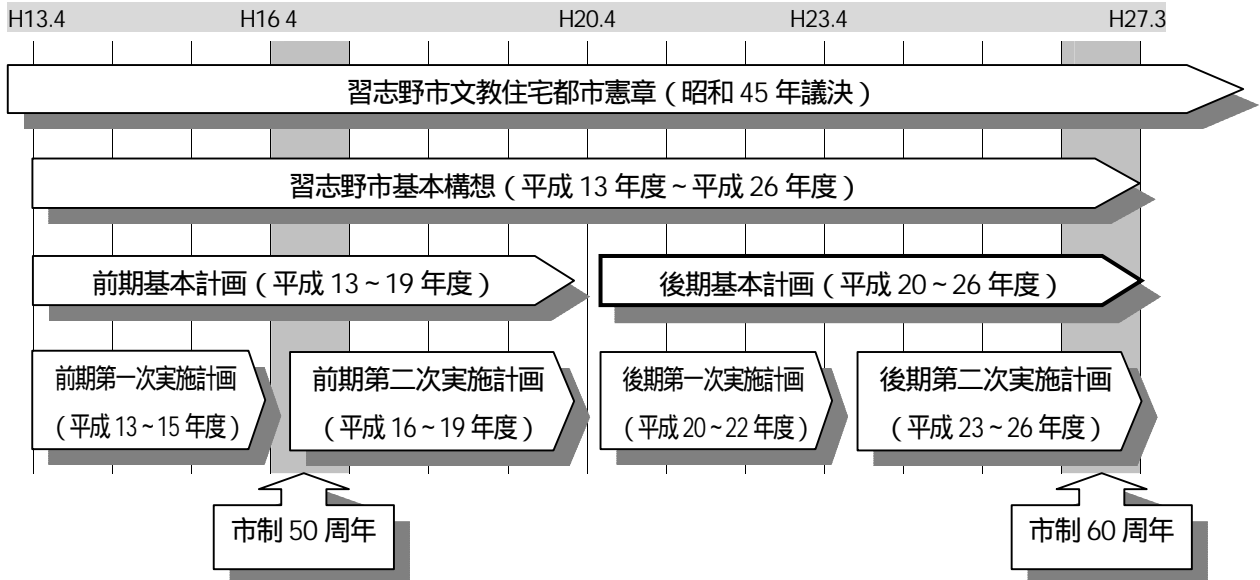 H13.4 H16 4 H20.4 H23.4 H27.3
習志野市文教住宅都市憲章（昭和 45 年議決）
習志野市基本構想（平成 13 年度～平成 26 年度）
前期基本計画（平成 13～19 年度） 後期基本計画（平成 20～26 年度）
前期第一次実施計画 前期第二次実施計画 後期第一次実施計画 後期第二次実施計画
（平成 13～15 年度） （平成 16～19 年度） （平成 20～22 年度） （平成 23～26 年度）
市制 50 周年 市制 60 周年